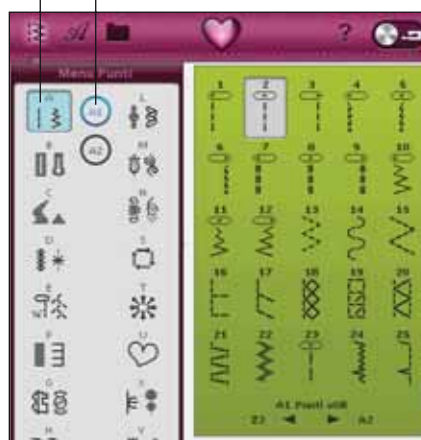 ?
Menu Punti
A A1 L
A2
B M
C N
D S
E T
F U
G X
H Y
1 2 3 4 5
6 7 8 9 10
11 12 13 14 15
16 17 18 19 20
21 22 23 24 25
A1 Punti utili
A2